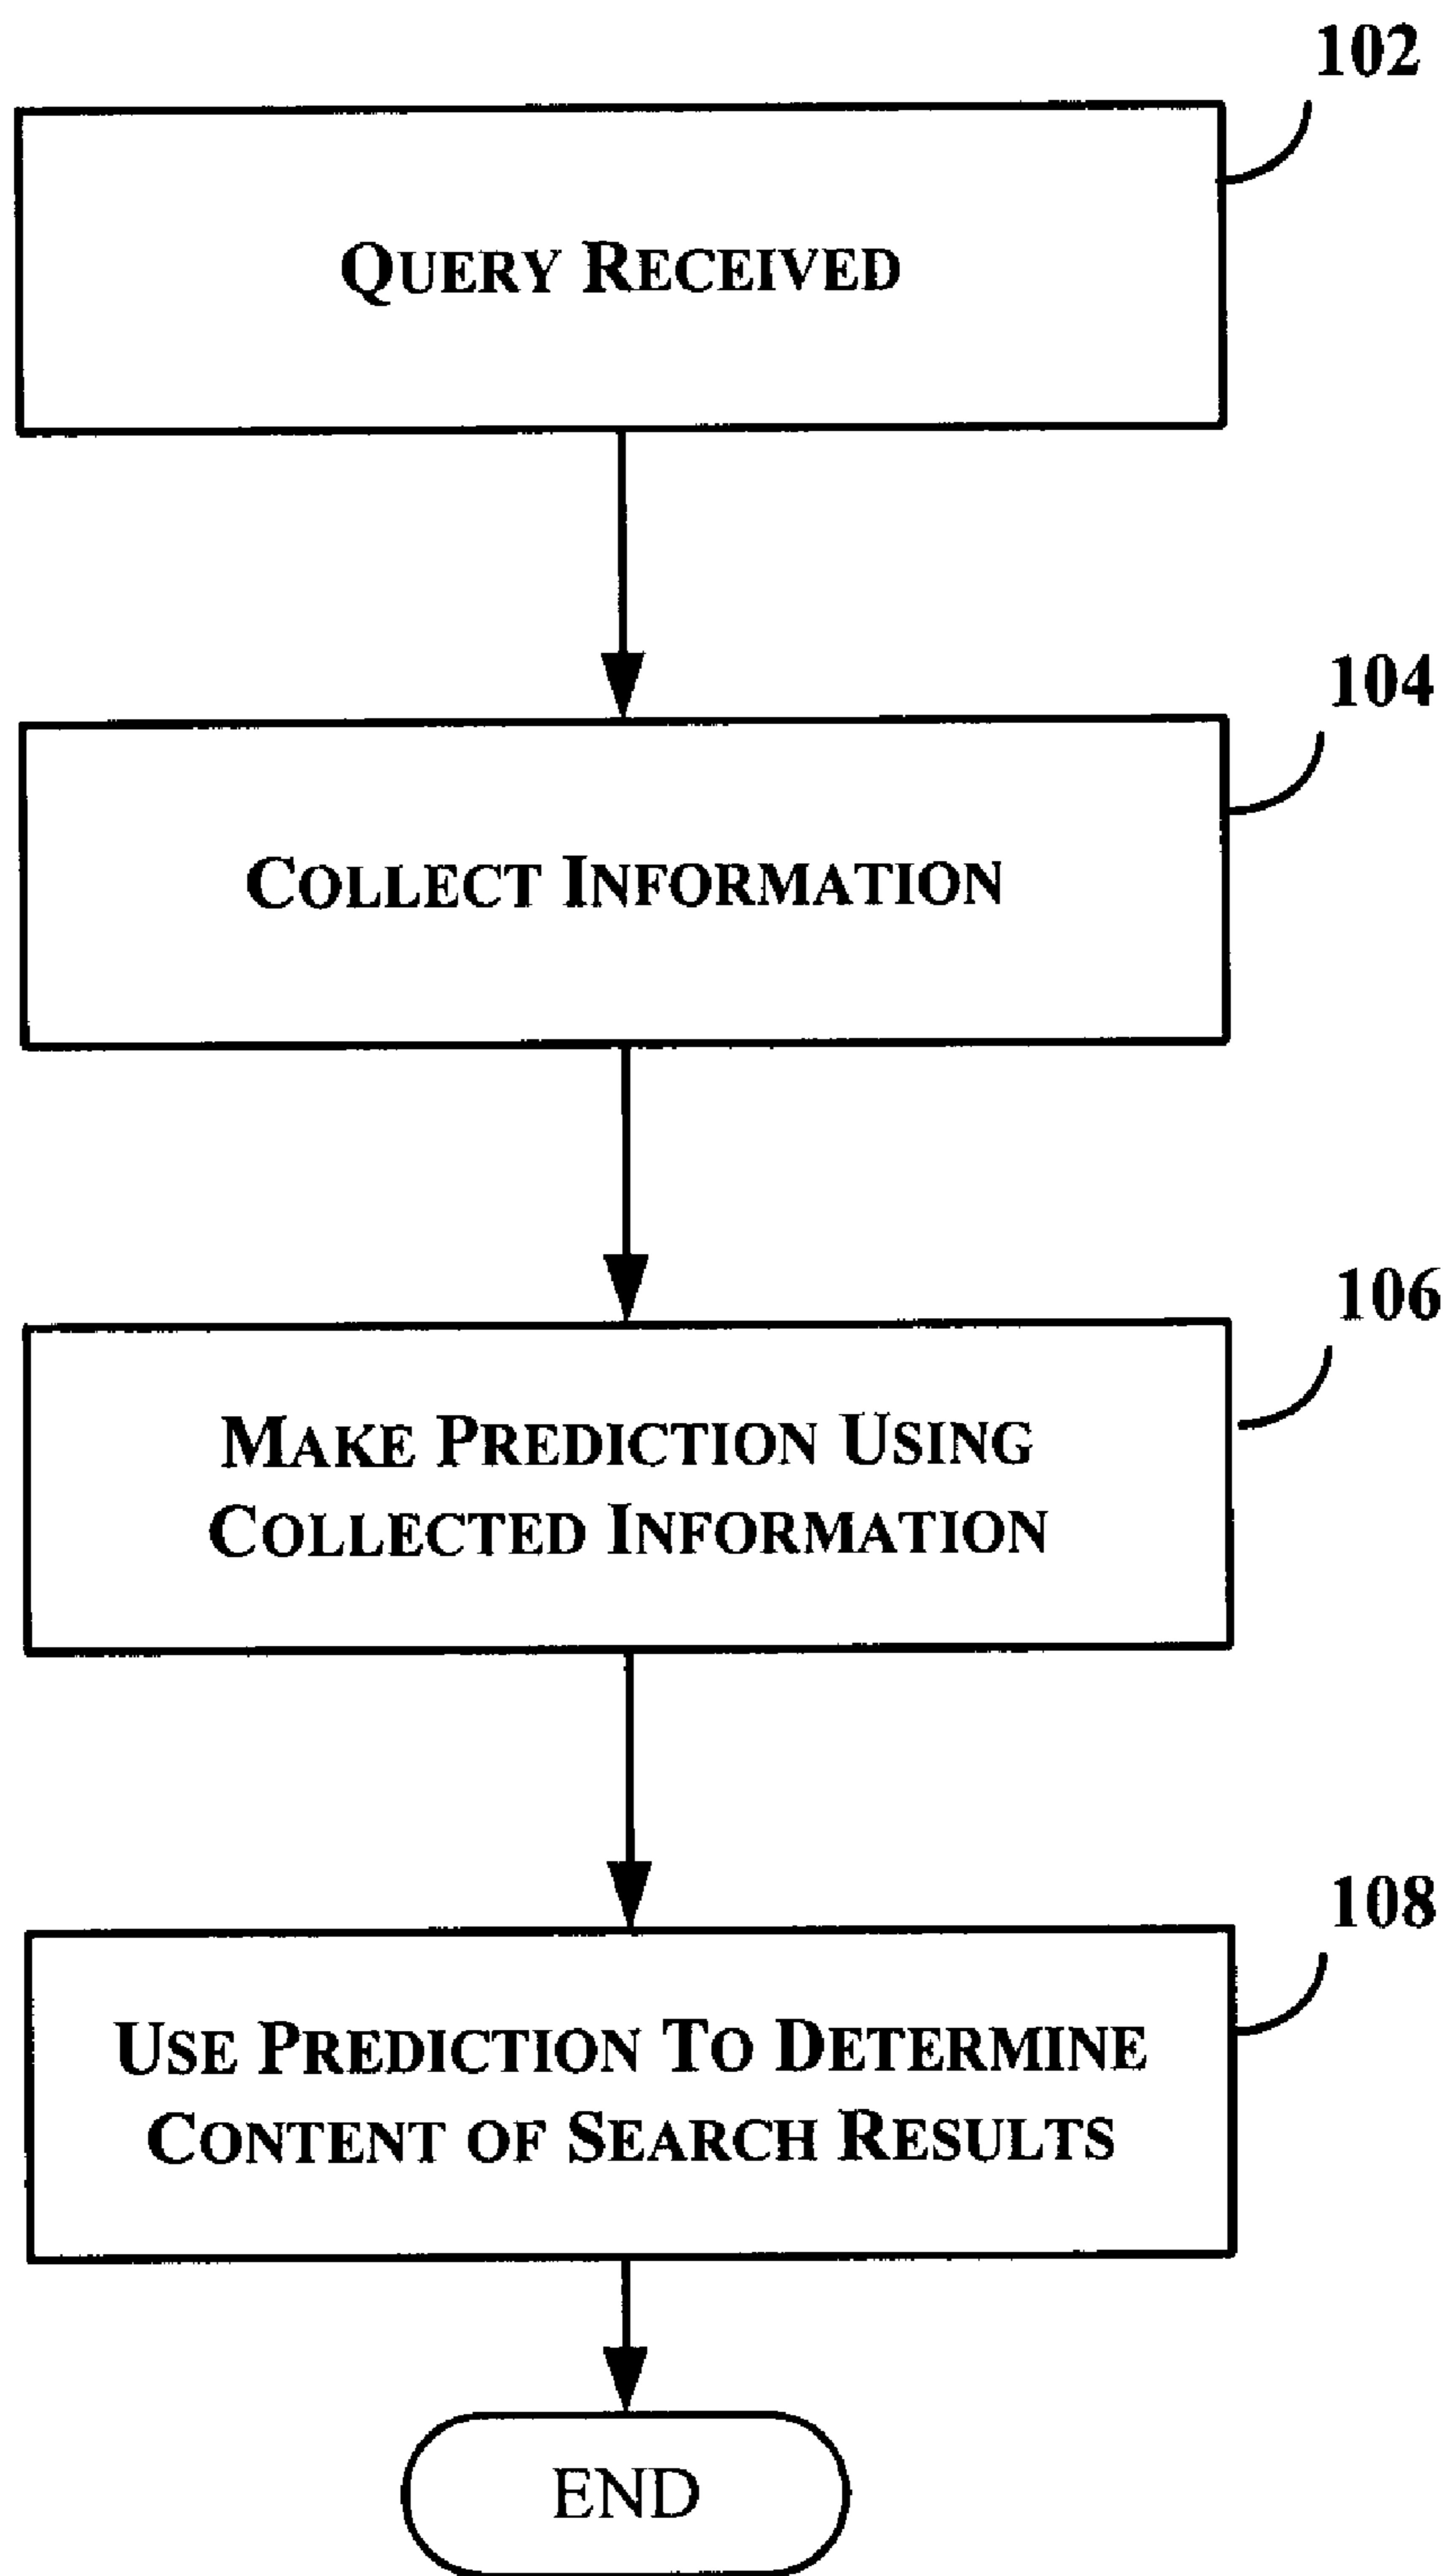 102
QUERY RECEIVED
104
COLLECT INFORMATION
106
MAKE PREDICTION USING
COLLECTED INFORMATION
108
USE PREDICTION TO DETERMINE
CONTENT OF SEARCH RESULTS
END